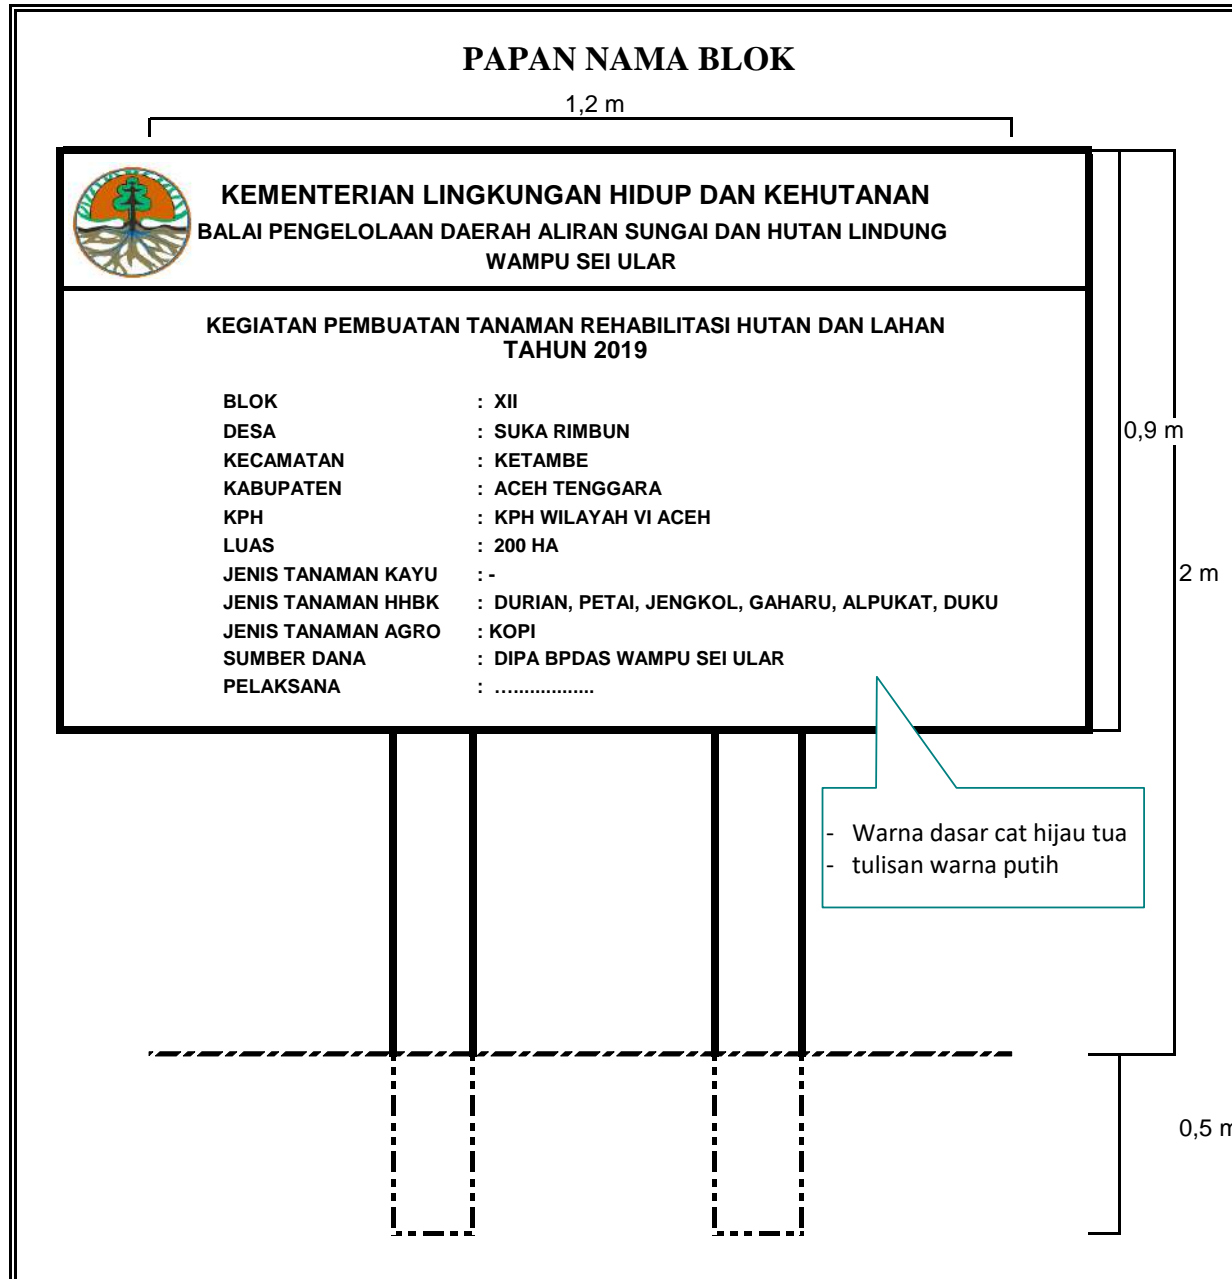 PAPAN NAMA BLOK
1,2 m
KEMENTERIAN LINGKUNGAN HIDUP DAN KEHUTANAN
BALAI PENGELOLAAN DAERAH ALIRAN SUNGAI DAN HUTAN LINDUNG
WAMPU SEI ULAR
KEGIATAN PEMBUATAN TANAMAN REHABILITASI HUTAN DAN LAHAN
TAHUN 2019
BLOK : XII
DESA : SUKA RIMBUN
KECAMATAN : KETAMBE
KABUPATEN : ACEH TENGGARA
KPH : KPH WILAYAH VI ACEH
LUAS : 200 HA
JENIS TANAMAN KAYU : -
JENIS TANAMAN HHBK : DURIAN, PETAI, JENGKOL, GAHARU, ALPUKAT, DUKU
JENIS TANAMAN AGRO : KOPI
SUMBER DANA : DIPA BPDAS WAMPU SEI ULAR
PELAKSANA : …...............
0,9 m
2 m
- Warna dasar cat hijau tua
- tulisan warna putih
0,5 m